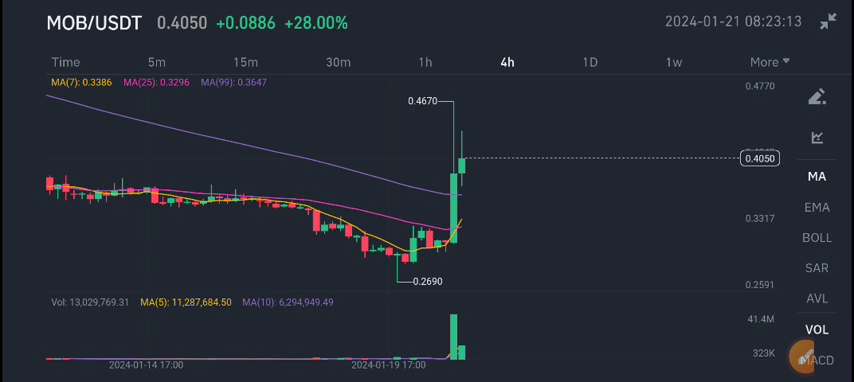 MOB/USDT 0.4050 +0.0886 +28.00% 2024-01-21 08:23:13
Time 5m 15m 30m 1h 4h 1D 1w More
MA(7): 0.3386 MA(25): 0.3296 MA(99): 0.3647
0.4770
0.4670
0.4050
MA
EMA
0.3317
BOLL
SAR
0.2690
0.2591
AVL
Vol: 13,029,769.31 MA(5): 11,287,684.50 MA(10): 6,294,949.49
41.4M
VOL
323K
MACD
2024-01-14 17:00 2024-01-19 17:00